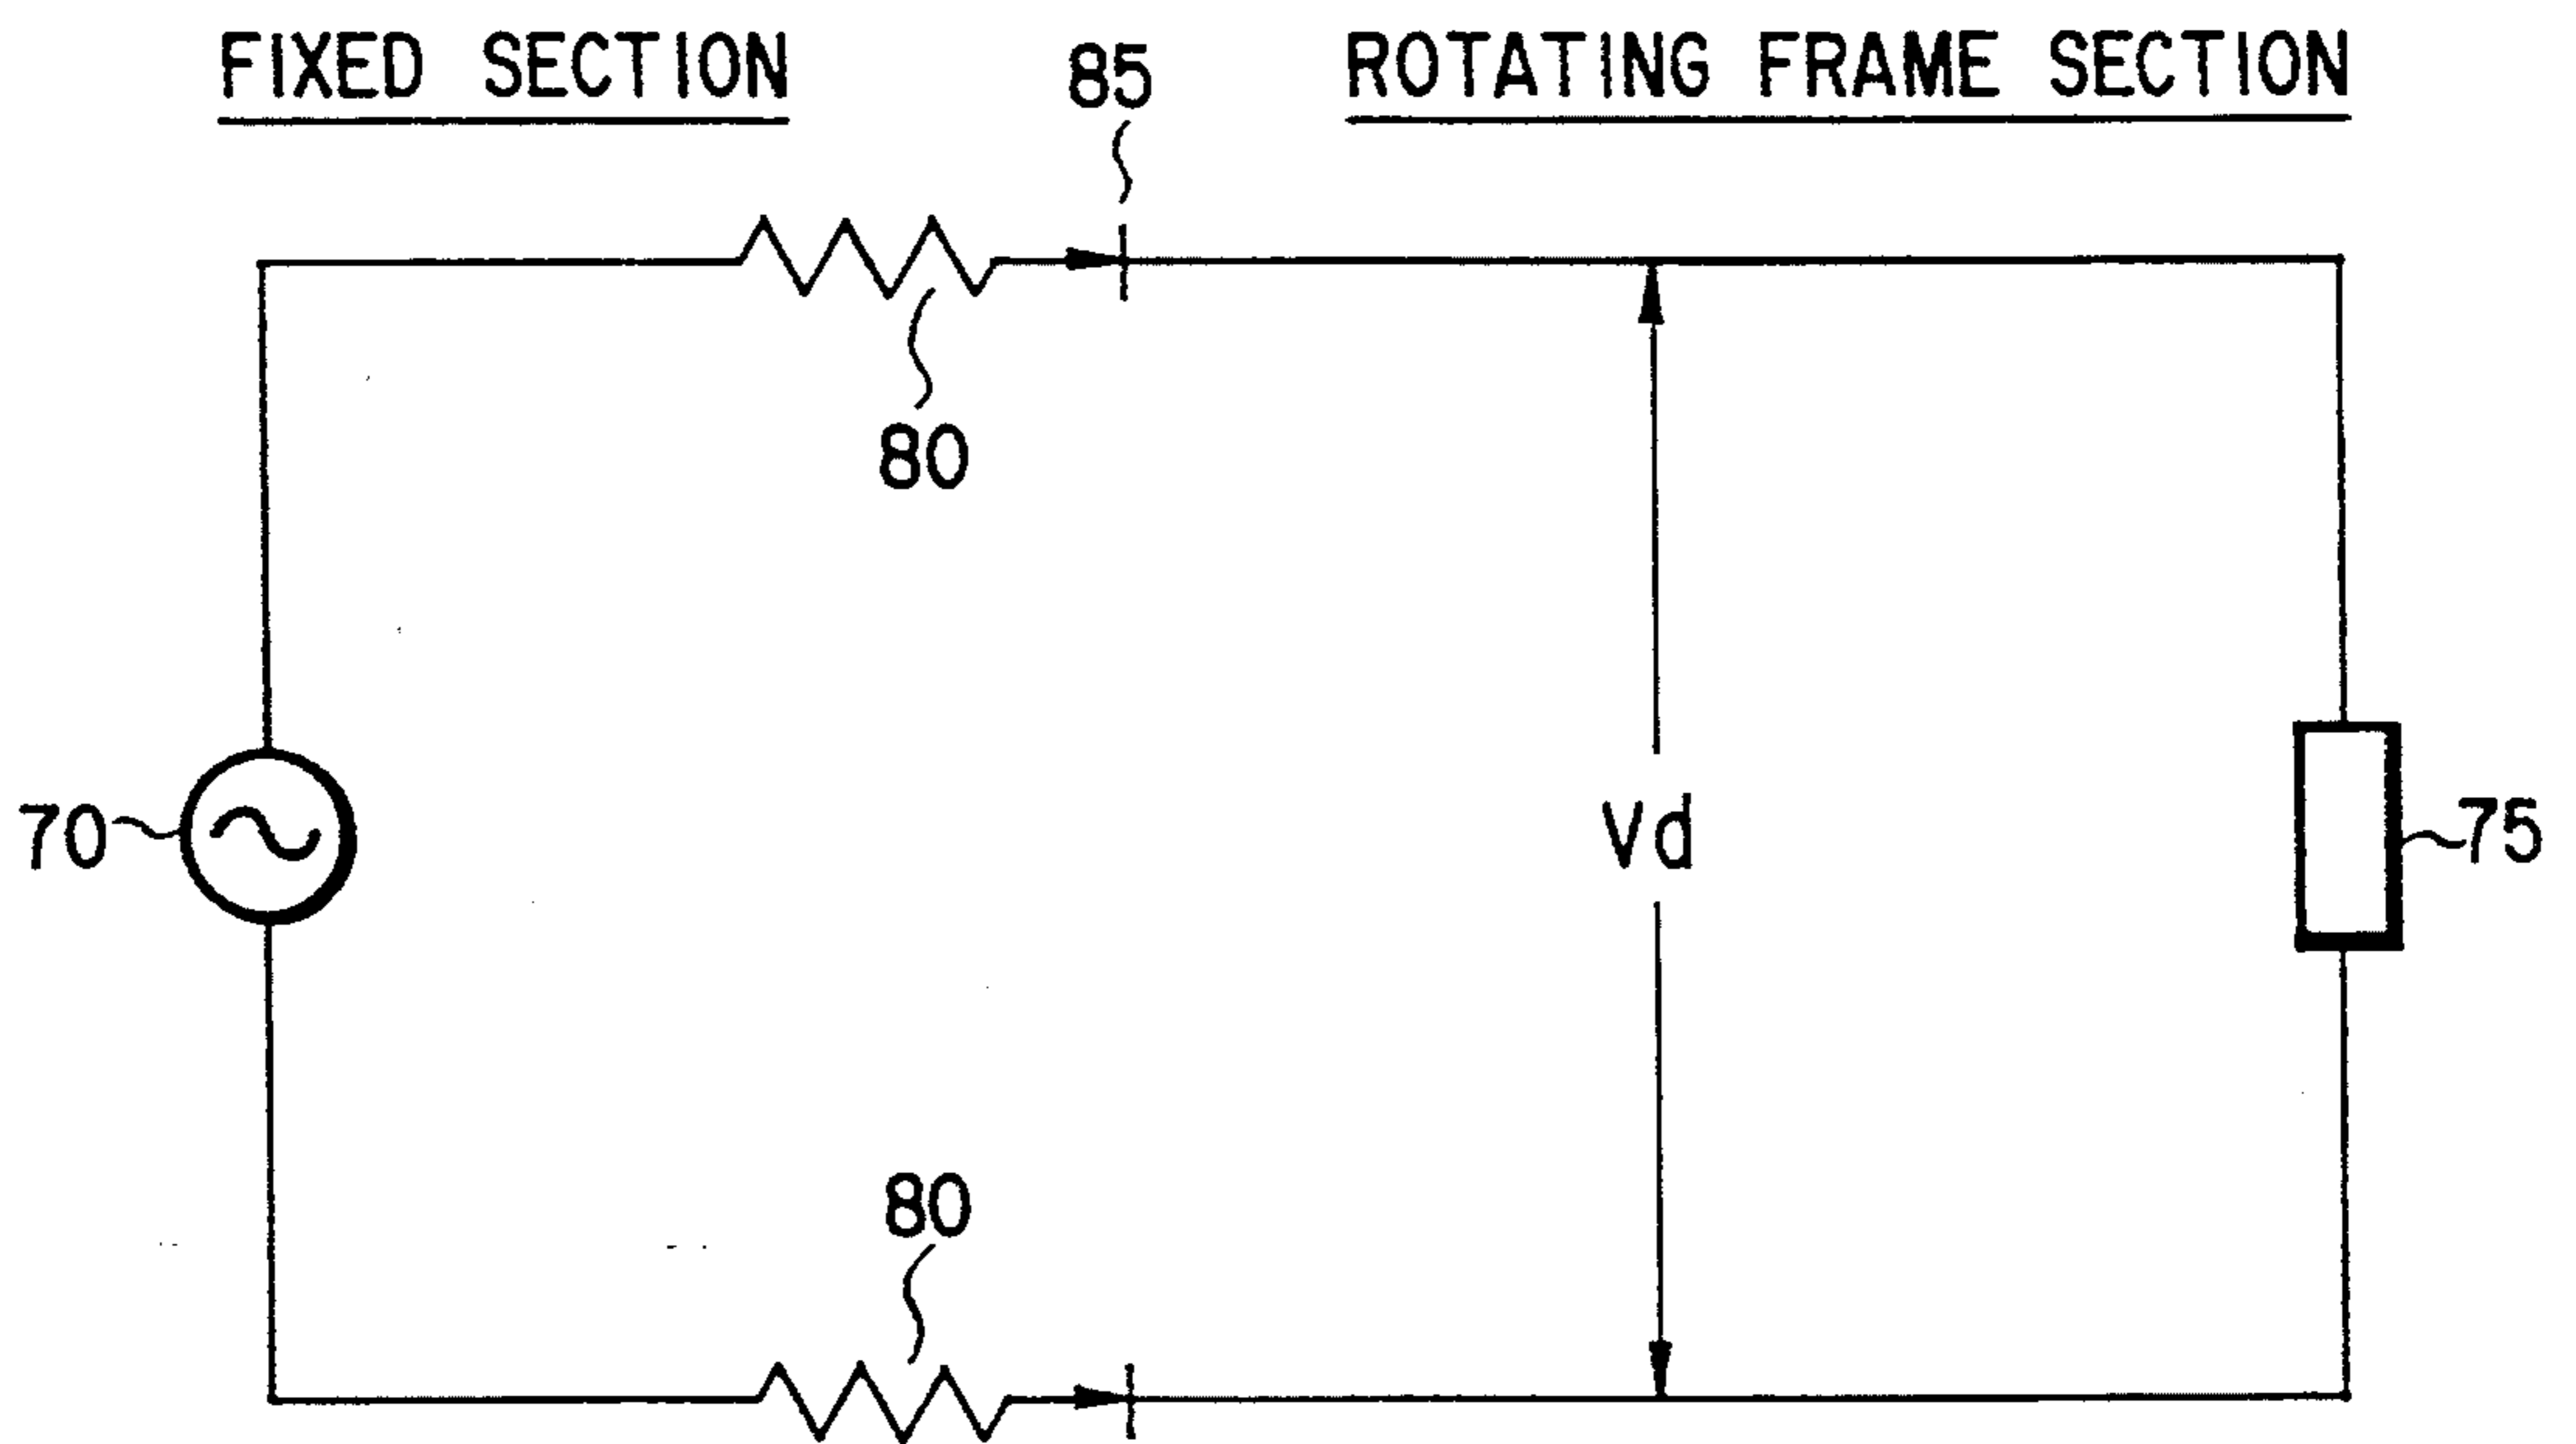 FIXED SECTION
85
ROTATING FRAME SECTION
80
70
Vd
75
80